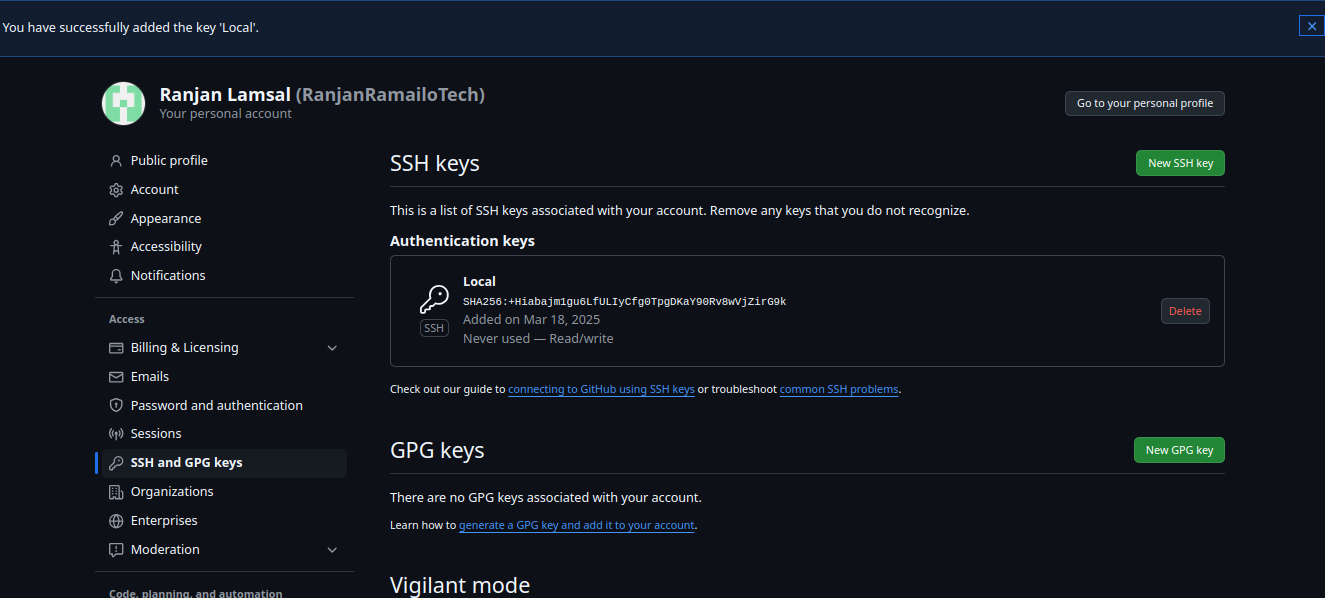 You have successfully added the key 'Local'.
Ranjan Lamsal (RanjanRamailoTech)
Your personal account
Go to your personal profile
Public profile
Account
Appearance
Accessibility
Notifications
Access
Billing & Licensing
Emails
Password and authentication
Sessions
SSH and GPG keys
Organizations
Enterprises
Moderation
Code, planning, and automation
SSH keys
New SSH key
This is a list of SSH keys associated with your account. Remove any keys that you do not recognize.
Authentication keys
Local
SHA256:+Hiabajm1gu6LfULIyCfg0TpgDKaY90Rv8wVjZirG9k
SSH
Added on Mar 18, 2025
Never used — Read/write
Delete
Check out our guide to connecting to GitHub using SSH keys or troubleshoot common SSH problems.
GPG keys
New GPG key
There are no GPG keys associated with your account.
Learn how to generate a GPG key and add it to your account.
Vigilant mode